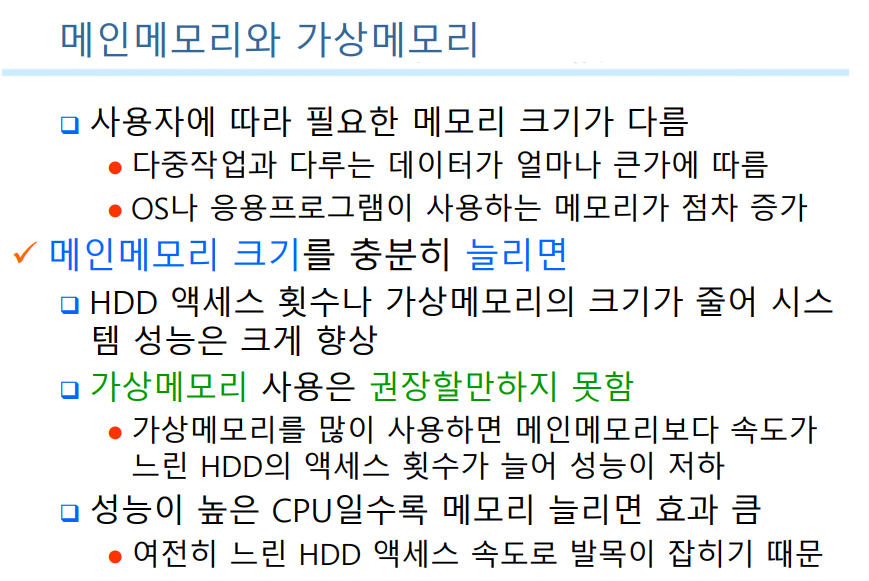 메인메모리와 가상메모리
사용자에 따라 필요한 메모리 크기가 다름
다중작업과 다루는 데이터가 얼마나 큰가에 따름
OS나 응용프로그램이 사용하는 메모리가 점차 증가
메인메모리 크기를 충분히 늘리면
HDD 액세스 횟수나 가상메모리의 크기가 줄어 시스
템 성능은 크게 향상
가상메모리 사용은 권장할만하지 못함
가상메모리를 많이 사용하면 메인메모리보다 속도가
느린 HDD의 액세스 횟수가 늘어 성능이 저하
성능이 높은 CPU일수록 메모리 늘리면 효과 큼
여전히 느린 HDD 액세스 속도로 발목이 잡히기 때문